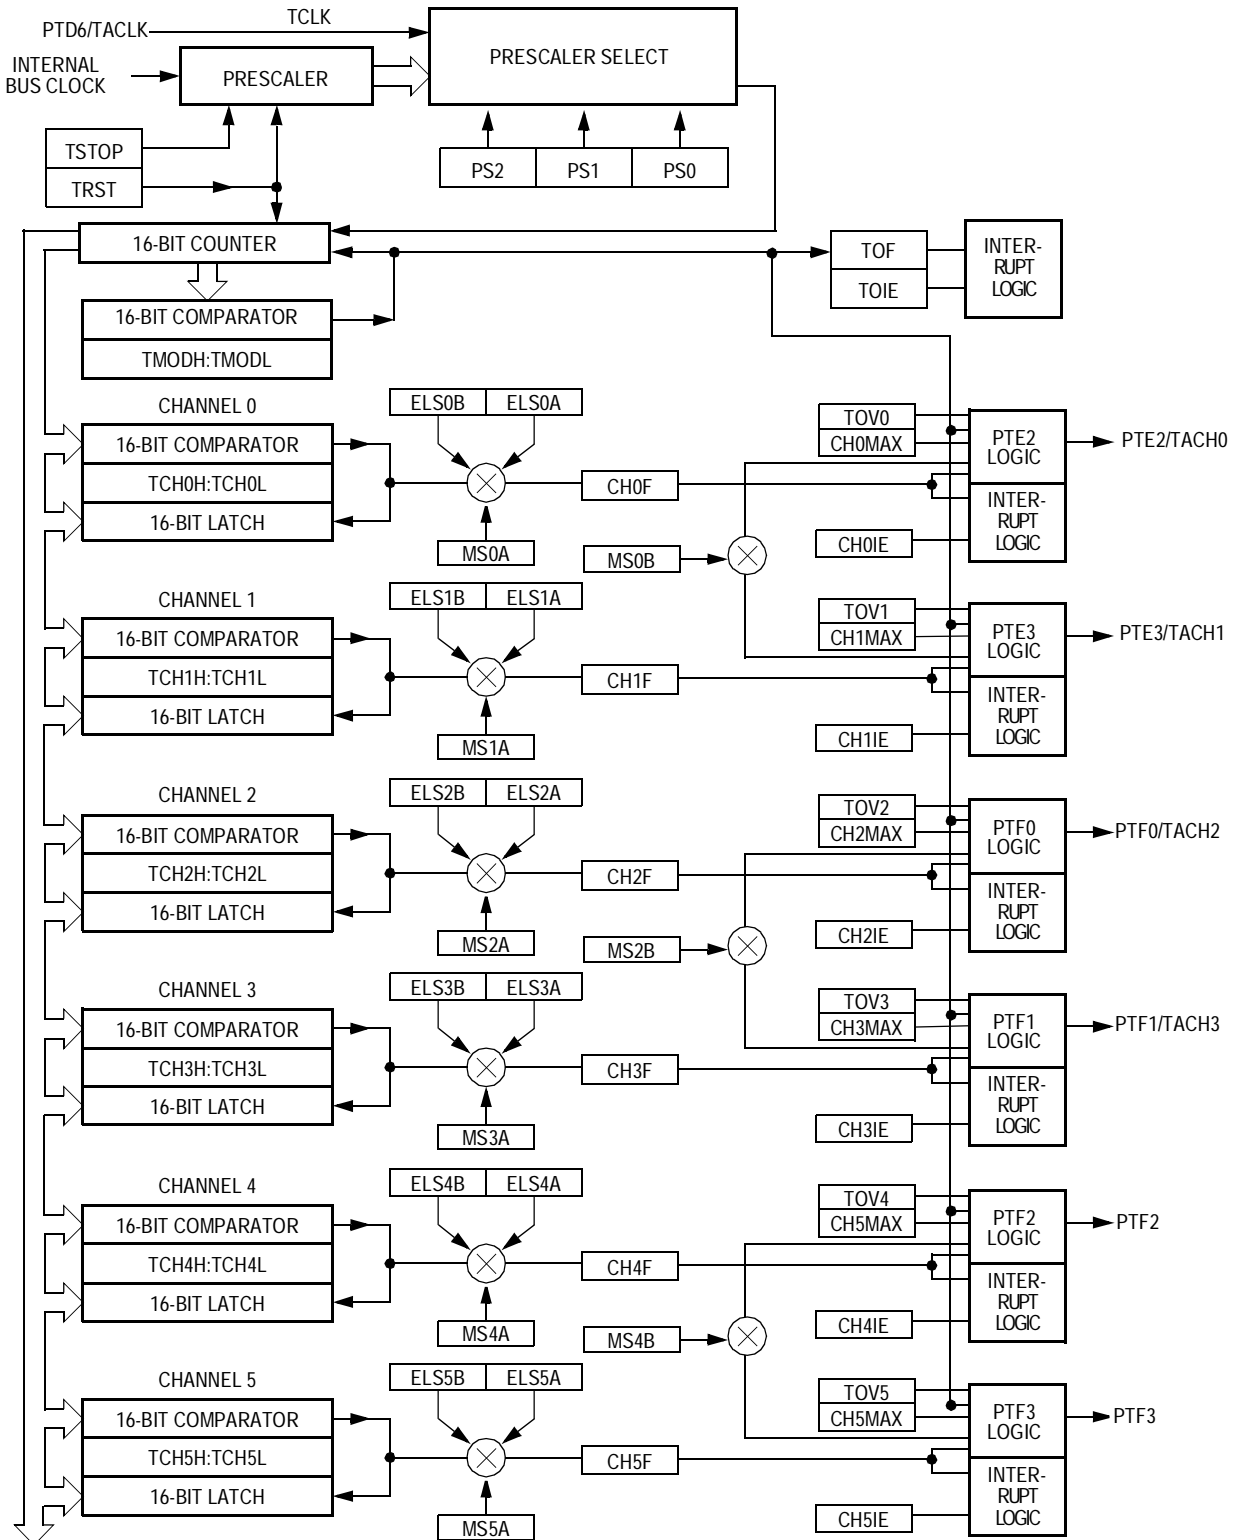 TCLK
PTD6/TACLK
PRESCALER SELECT
INTERNAL
BUS CLOCK
PRESCALER
TSTOP
TRST
PS2
PS1
PS0
16-BIT COUNTER
TOF
TOIE
INTER-
RUPT
LOGIC
16-BIT COMPARATOR
TMODH:TMODL
CHANNEL 0
16-BIT COMPARATOR
TCH0H:TCH0L
16-BIT LATCH
ELS0B
ELS0A
MS0A
CH0F
MS0B
TOV0
CH0MAX
CH0IE
PTE2
LOGIC
INTER-
RUPT
LOGIC
PTE2/TACH0
CHANNEL 1
16-BIT COMPARATOR
TCH1H:TCH1L
16-BIT LATCH
ELS1B
ELS1A
MS1A
CH1F
TOV1
CH1MAX
CH1IE
PTE3
LOGIC
INTER-
RUPT
LOGIC
PTE3/TACH1
CHANNEL 2
16-BIT COMPARATOR
TCH2H:TCH2L
16-BIT LATCH
ELS2B
ELS2A
MS2A
CH2F
MS2B
TOV2
CH2MAX
CH2IE
PTF0
LOGIC
INTER-
RUPT
LOGIC
PTF0/TACH2
CHANNEL 3
16-BIT COMPARATOR
TCH3H:TCH3L
16-BIT LATCH
ELS3B
ELS3A
MS3A
CH3F
TOV3
CH3MAX
CH3IE
PTF1
LOGIC
INTER-
RUPT
LOGIC
PTF1/TACH3
CHANNEL 4
16-BIT COMPARATOR
TCH4H:TCH4L
16-BIT LATCH
ELS4B
ELS4A
MS4A
CH4F
MS4B
TOV4
CH5MAX
CH4IE
PTF2
LOGIC
INTER-
RUPT
LOGIC
PTF2
CHANNEL 5
16-BIT COMPARATOR
TCH5H:TCH5L
16-BIT LATCH
ELS5B
ELS5A
MS5A
CH5F
TOV5
CH5MAX
CH5IE
PTF3
LOGIC
INTER-
RUPT
LOGIC
PTF3